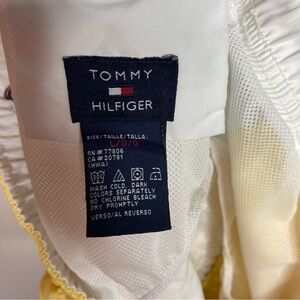 TOMMY
HILFIGER
SIZE/TAILLE/TALLA:
L/G/G
RN#77806
CA#20781
(HWA)
WASH COLD. DARK
COLORS SEPARATELY
NO CHLORINE BLEACH
DRY PROMPTLY
VERSO/AL REVERSO